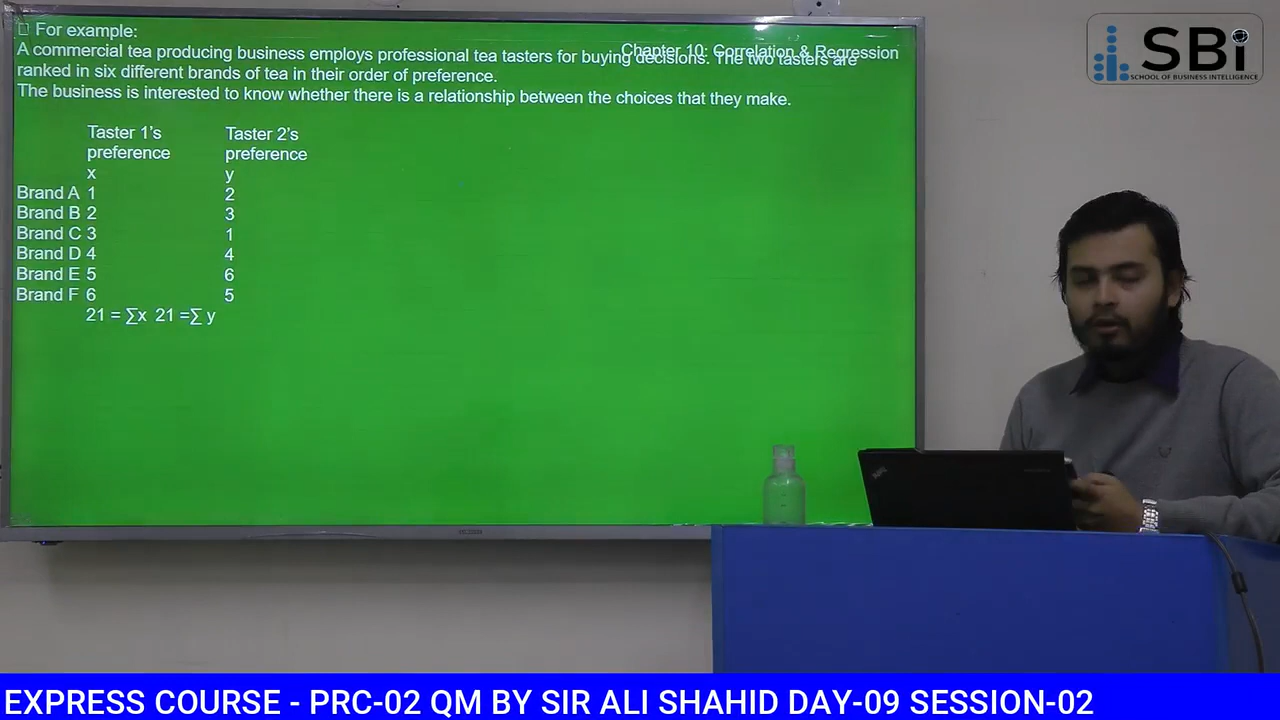 □ For example:
Chapter 10: Correlation & Regression
A commercial tea producing business employs professional tea tasters for buying decisions. The two tasters are
ranked in six different brands of tea in their order of preference.
The business is interested to know whether there is a relationship between the choices that they make.
Taster 1's Taster 2's
preference preference
x y
Brand A 1 2
Brand B 2 3
Brand C 3 1
Brand D 4 4
Brand E 5 6
Brand F 6 5
21 = ∑x 21 =∑ y
SBi
SCHOOL OF BUSINESS INTELLIGENCE
EXPRESS COURSE - PRC-02 QM BY SIR ALI SHAHID DAY-09 SESSION-02